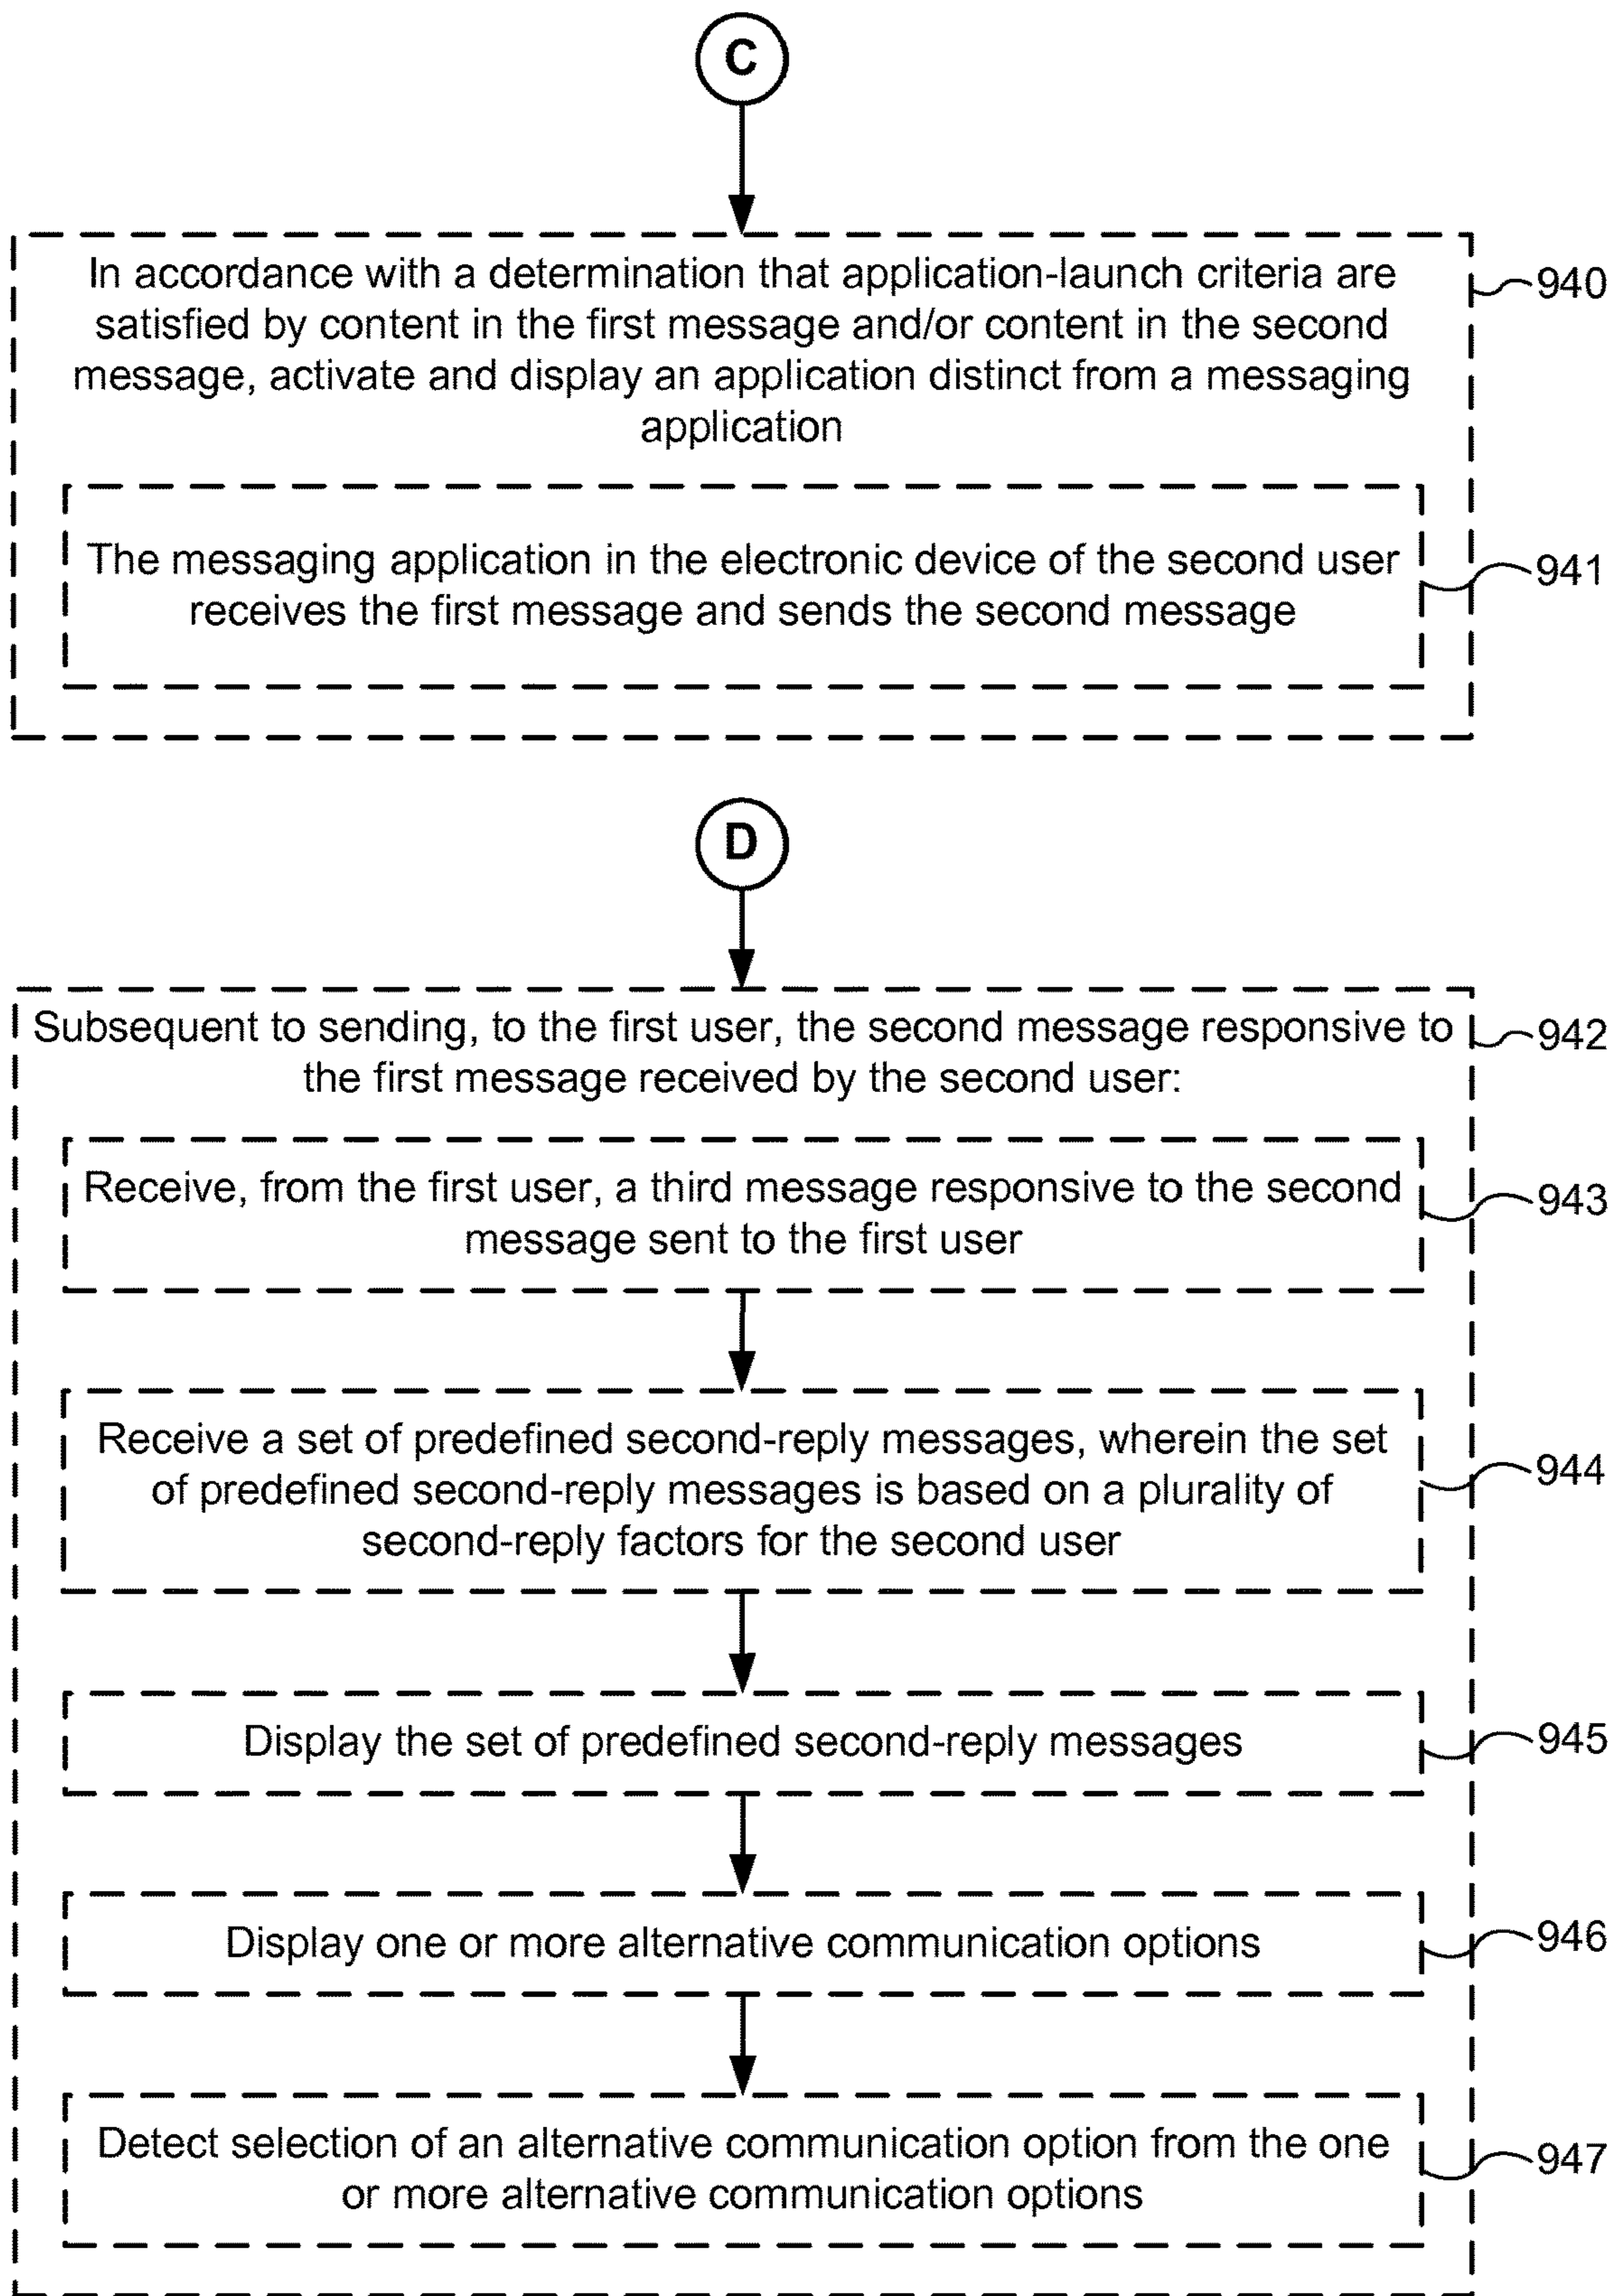 C
In accordance with a determination that application-launch criteria are
satisfied by content in the first message and/or content in the second
message, activate and display an application distinct from a messaging
application
940
The messaging application in the electronic device of the second user
receives the first message and sends the second message
941
D
Subsequent to sending, to the first user, the second message responsive to
the first message received by the second user:
942
Receive, from the first user, a third message responsive to the second
message sent to the first user
943
Receive a set of predefined second-reply messages, wherein the set
of predefined second-reply messages is based on a plurality of
second-reply factors for the second user
944
Display the set of predefined second-reply messages
945
Display one or more alternative communication options
946
Detect selection of an alternative communication option from the one
or more alternative communication options
947